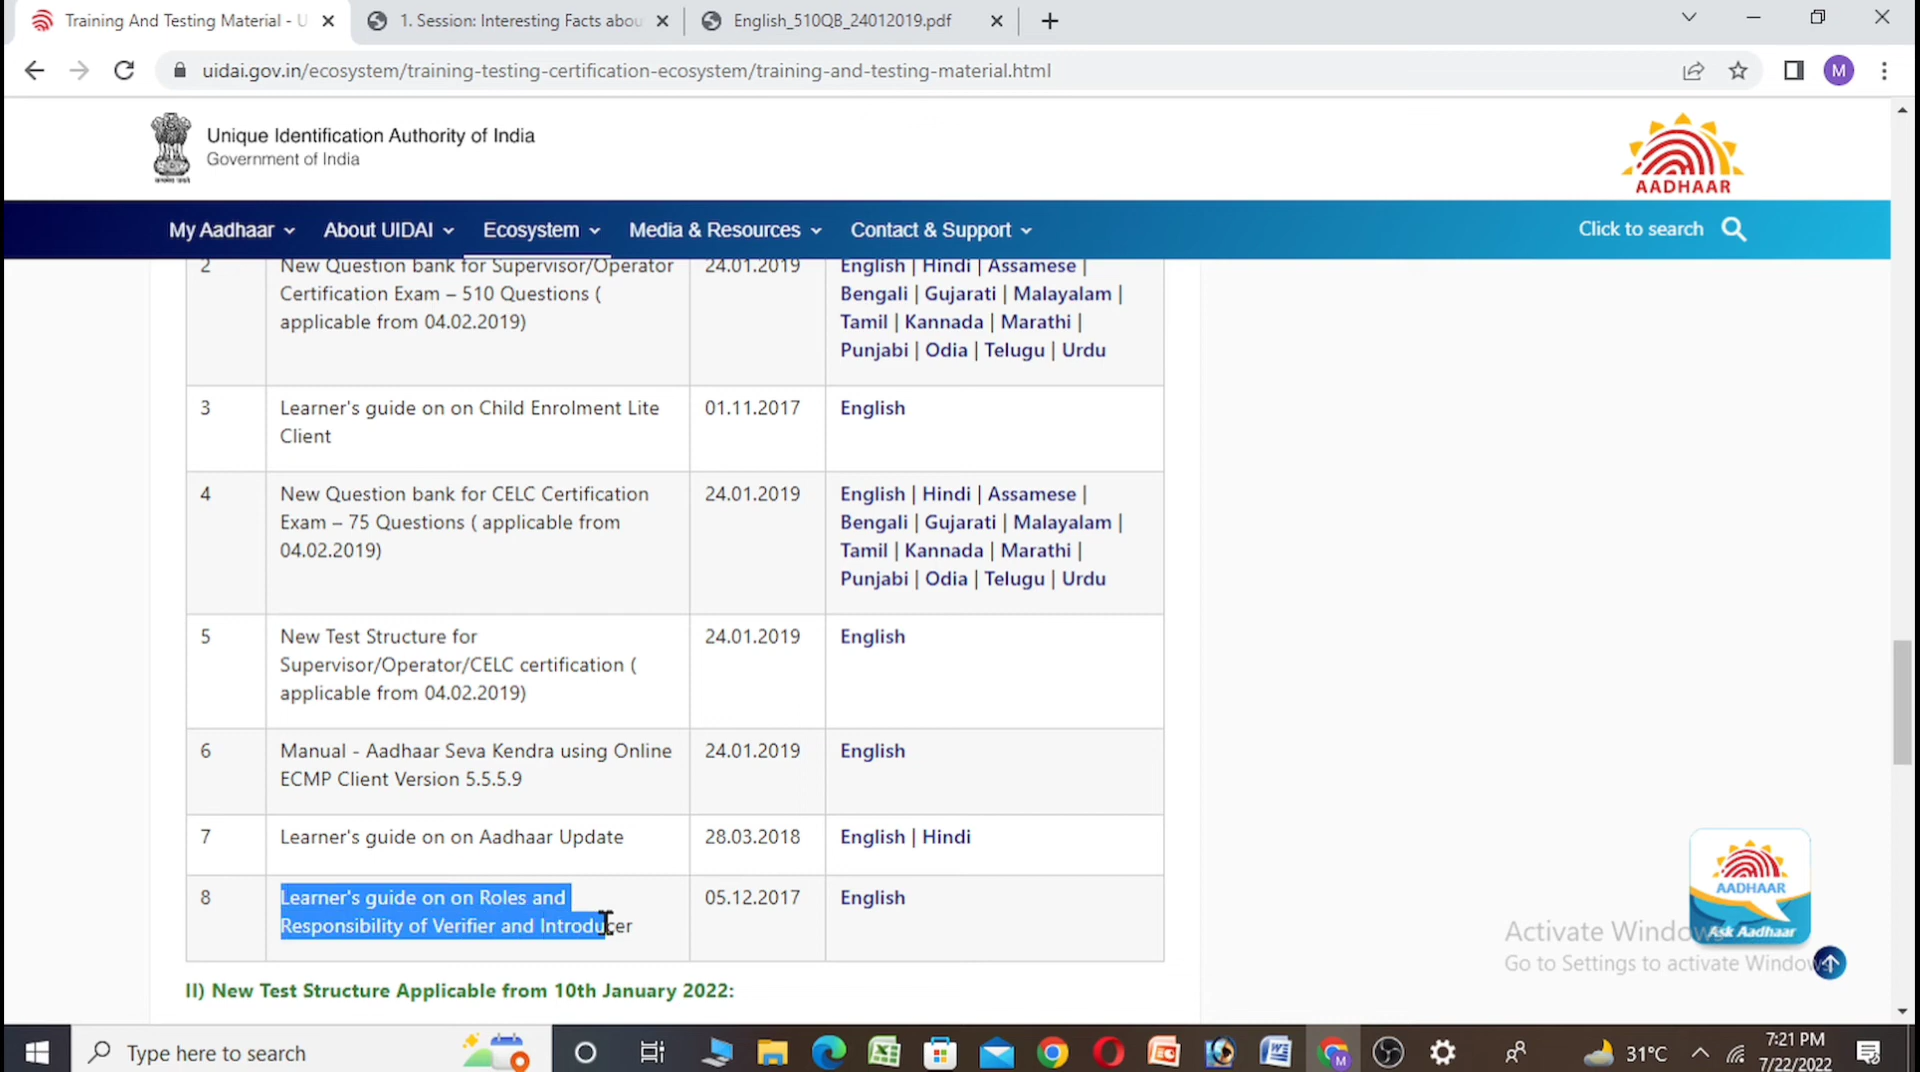 Training And Testing Material - U
1. Session: Interesting Facts abou
English_510QB_24012019.pdf
uidai.gov.in/ecosystem/training-testing-certification-ecosystem/training-and-testing-material.html
M
Unique Identification Authority of India
Government of India
AADHAAR
My Aadhaar
About UIDAI
Ecosystem
Media & Resources
Contact & Support
Click to search
2
New Question bank for Supervisor/Operator
Certification Exam – 510 Questions (
applicable from 04.02.2019)
24.01.2019
English | Hindi | Assamese |
Bengali | Gujarati | Malayalam |
Tamil | Kannada | Marathi |
Punjabi | Odia | Telugu | Urdu
3
Learner's guide on on Child Enrolment Lite
Client
01.11.2017
English
4
New Question bank for CELC Certification
Exam – 75 Questions ( applicable from
04.02.2019)
24.01.2019
English | Hindi | Assamese |
Bengali | Gujarati | Malayalam |
Tamil | Kannada | Marathi |
Punjabi | Odia | Telugu | Urdu
5
New Test Structure for
Supervisor/Operator/CELC certification (
applicable from 04.02.2019)
24.01.2019
English
6
Manual - Aadhaar Seva Kendra using Online
ECMP Client Version 5.5.5.9
24.01.2019
English
7
Learner's guide on on Aadhaar Update
28.03.2018
English | Hindi
8
Learner's guide on on Roles and
Responsibility of Verifier and Introducer
05.12.2017
English
AADHAAR
Ask Aadhaar
Activate Windows
Go to Settings to activate Windows
II) New Test Structure Applicable from 10th January 2022:
Type here to search
31°C
7:21 PM
7/22/2022